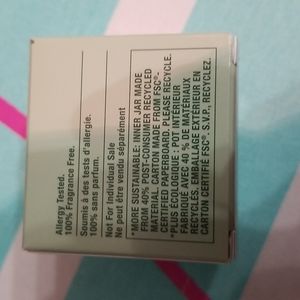 Allergy Tested.
100% Fragrance Free.
Soumis à des tests d'allergie.
100% sans parfum.
Not For Individual Sale
Ne peut être vendu séparément
*MORE SUSTAINABLE: INNER JAR MADE
FROM 40% POST-CONSUMER RECYCLED
MATERIAL. CARTON MADE FROM FSC®-
CERTIFIED PAPERBOARD. PLEASE RECYCLE.
*PLUS ÉCOLOGIQUE : POT INTÉRIEUR
FABRIQUÉ AVEC 40 % DE MATÉRIAUX
RECYCLÉS. EMBALLAGE EXTÉRIEUR EN
CARTON CERTIFIÉ FSC®. S.V.P., RECYCLEZ.